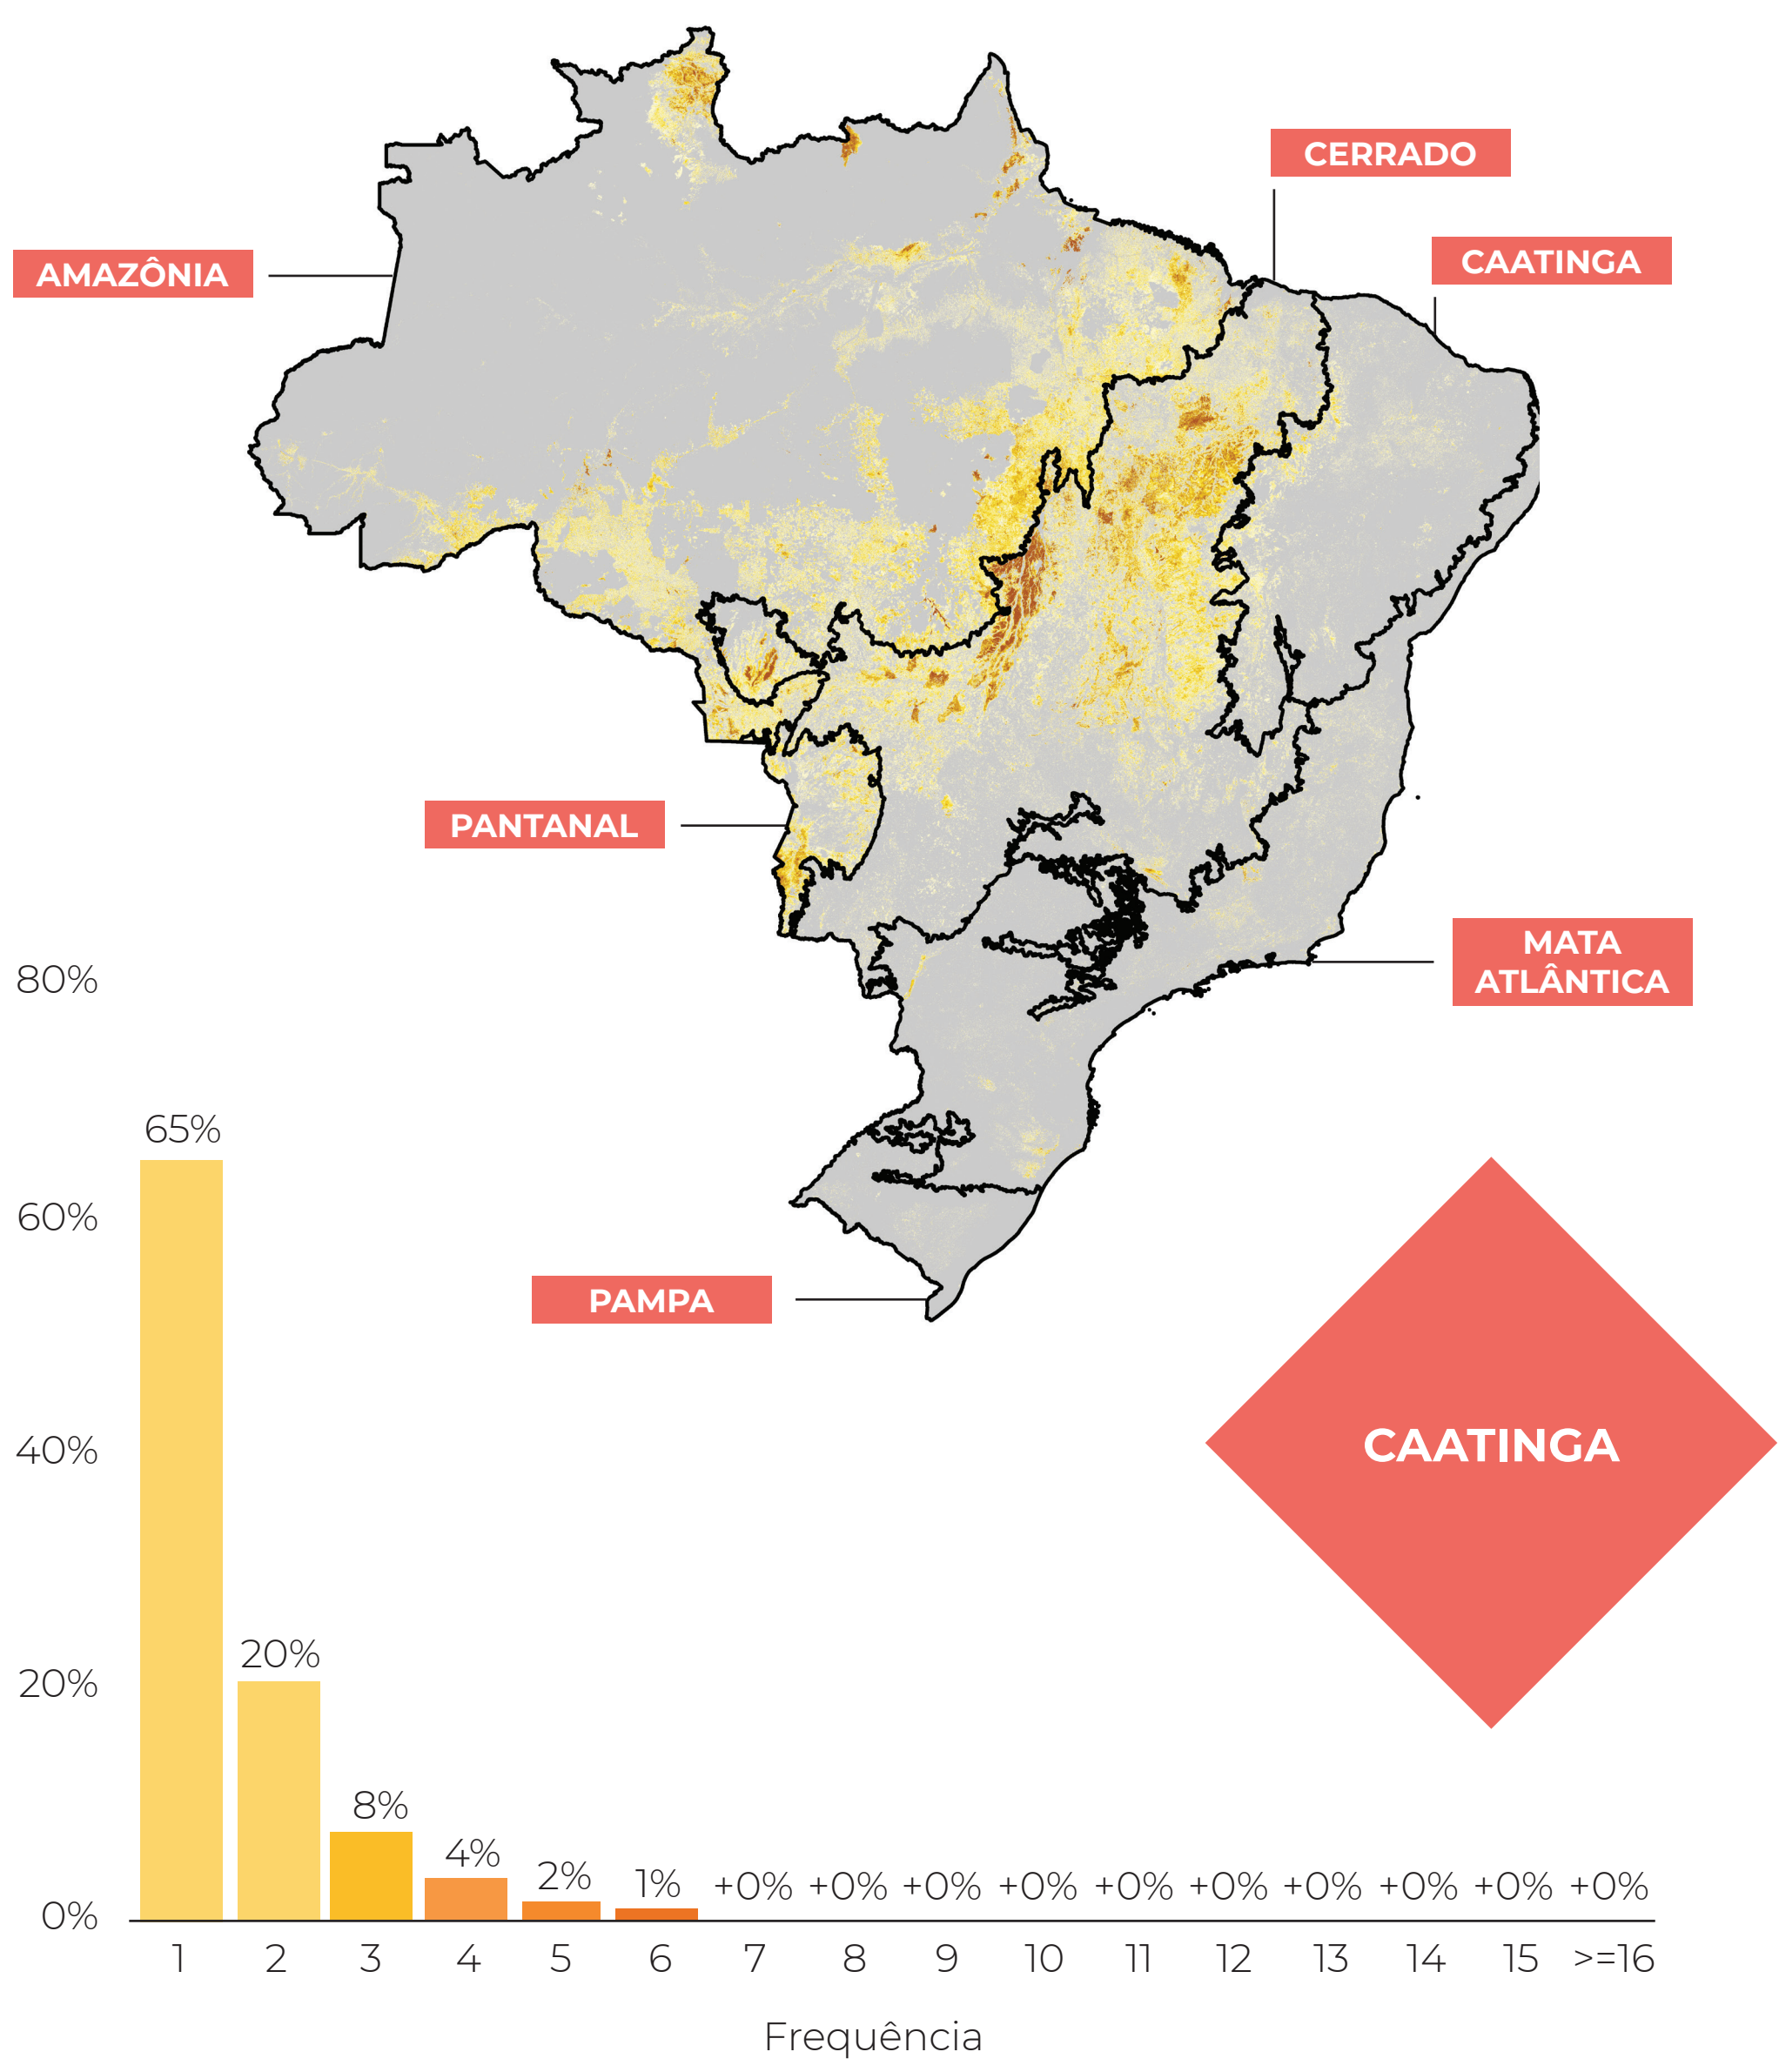 CERRADO
CAATINGA
AMAZÔNIA
PANTANAL
MATA
ATLÂNTICA
PAMPA
80%
60%
40%
20%
0%
65%
20%
8%
4%
2%
1%
+0% +0% +0% +0% +0% +0% +0% +0% +0% +0%
1 2 3 4 5 6 7 8 9 10 11 12 13 14 15 >=16
Frequência
CAATINGA